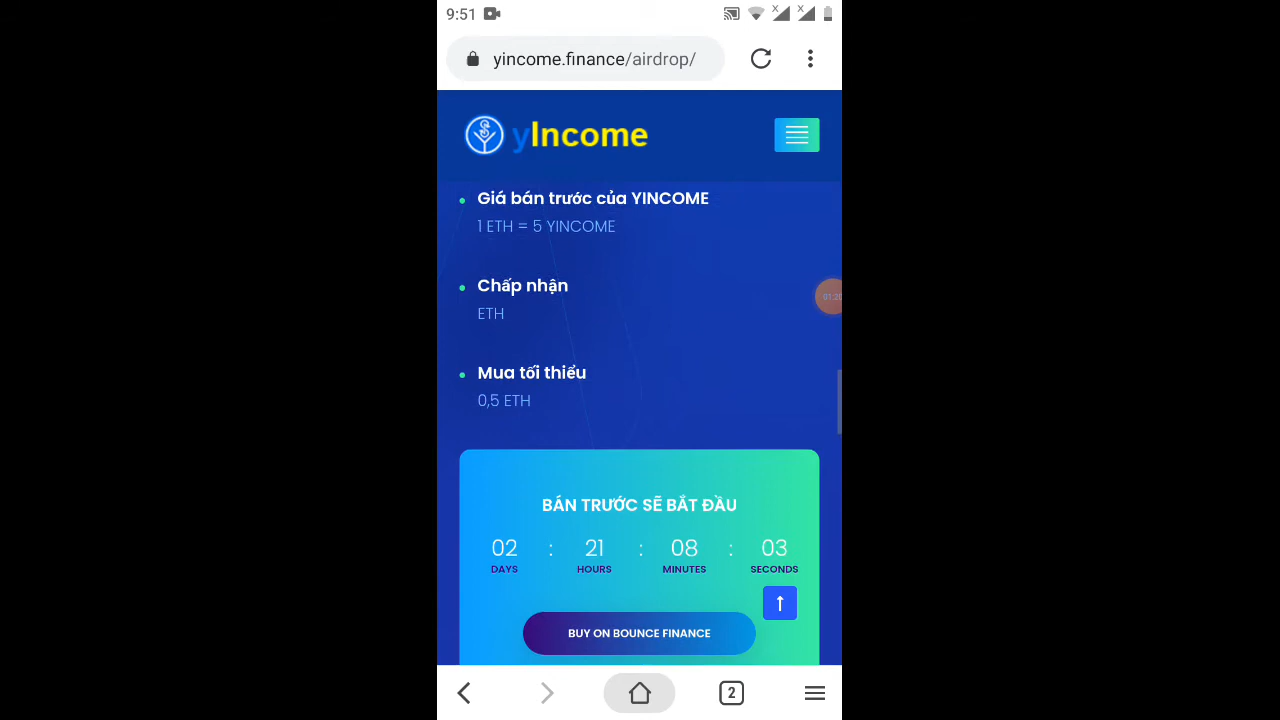 9:51
yincome.finance/airdrop/
yIncome
Giá bán trước của YINCOME
1 ETH = 5 YINCOME
01:20
Chấp nhận
ETH
Mua tối thiểu
0,5 ETH
BÁN TRƯỚC SẼ BẮT ĐẦU
02 : 21 : 08 : 03
DAYS HOURS MINUTES SECONDS
BUY ON BOUNCE FINANCE
2